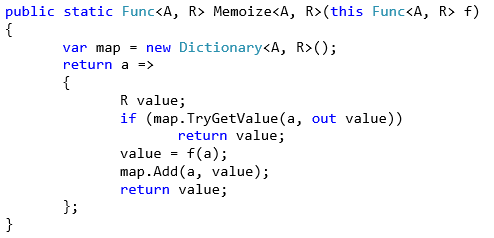 public static Func<A, R> Memoize<A, R>(this Func<A, R> f)
{
var map = new Dictionary<A, R>();
return a =>
{
R value;
if (map.TryGetValue(a, out value))
return value;
value = f(a);
map.Add(a, value);
return value;
};
}